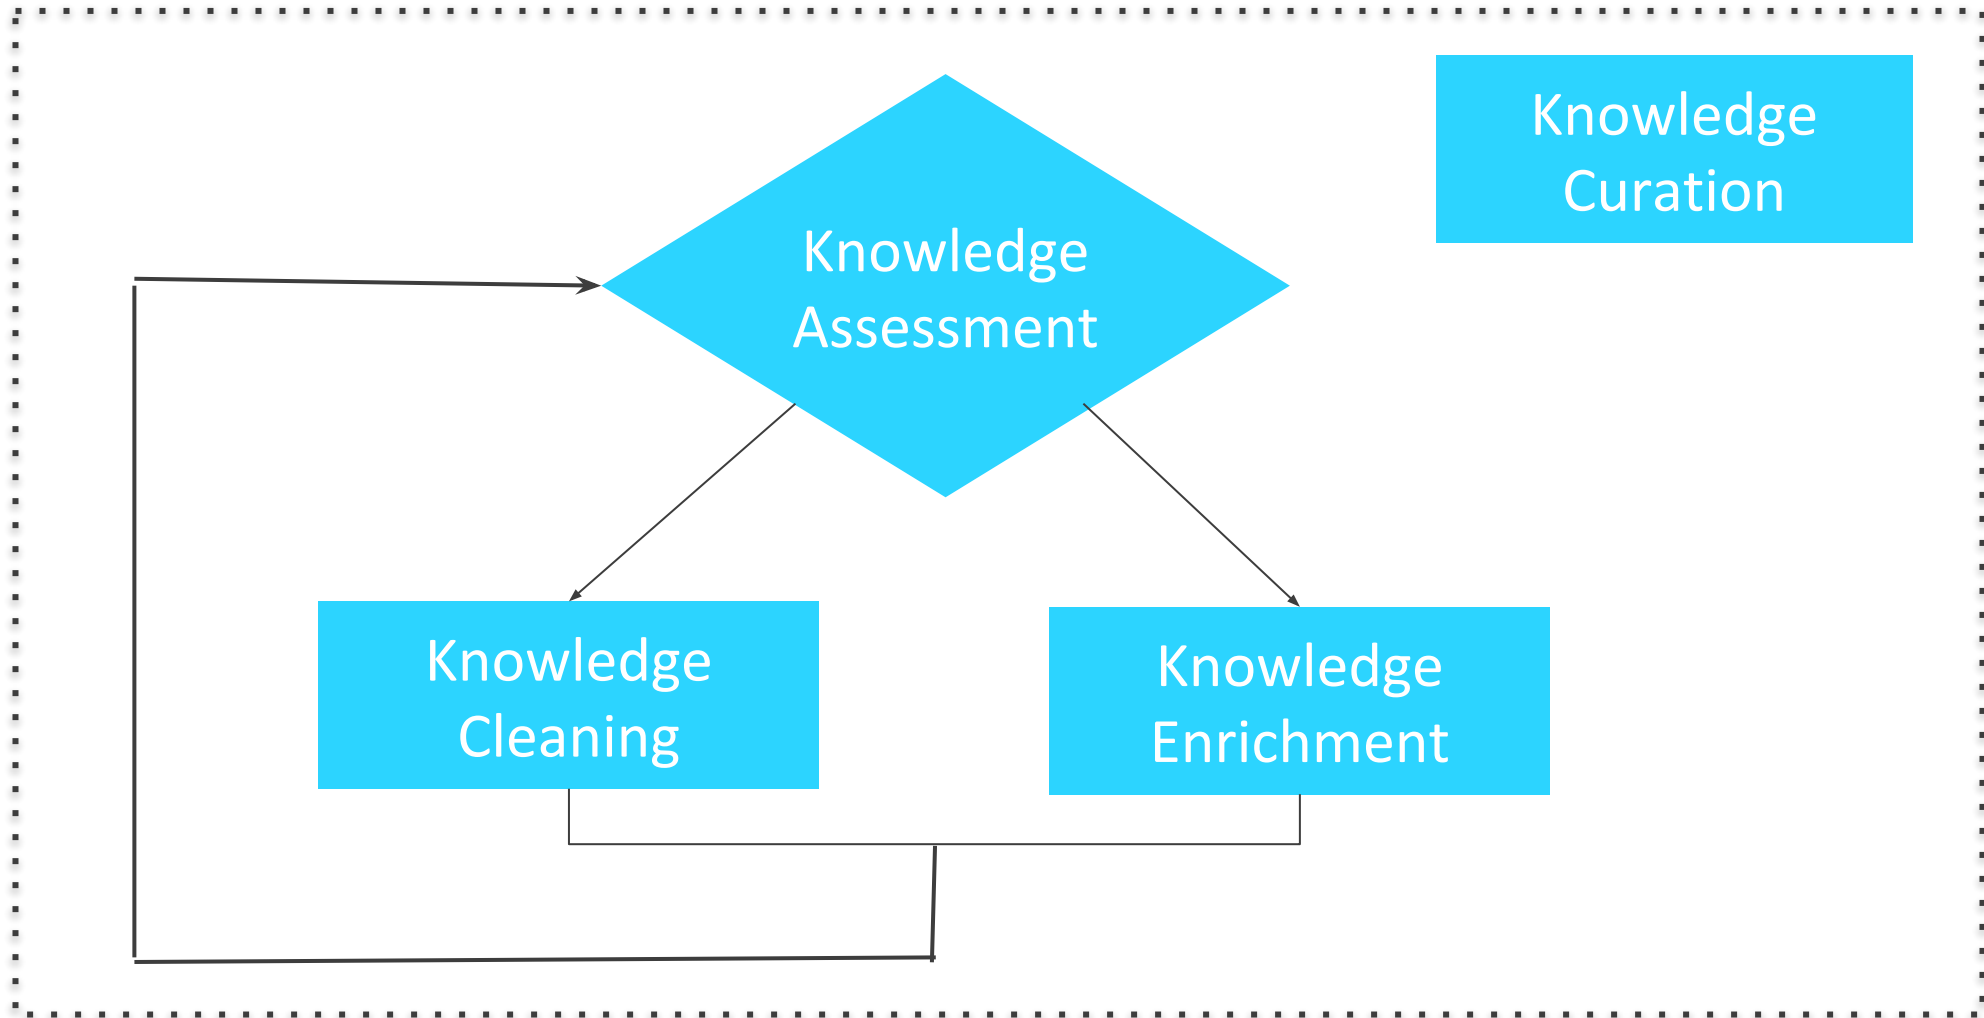 Knowledge
Curation
Knowledge
Assessment
Knowledge
Cleaning
Knowledge
Enrichment